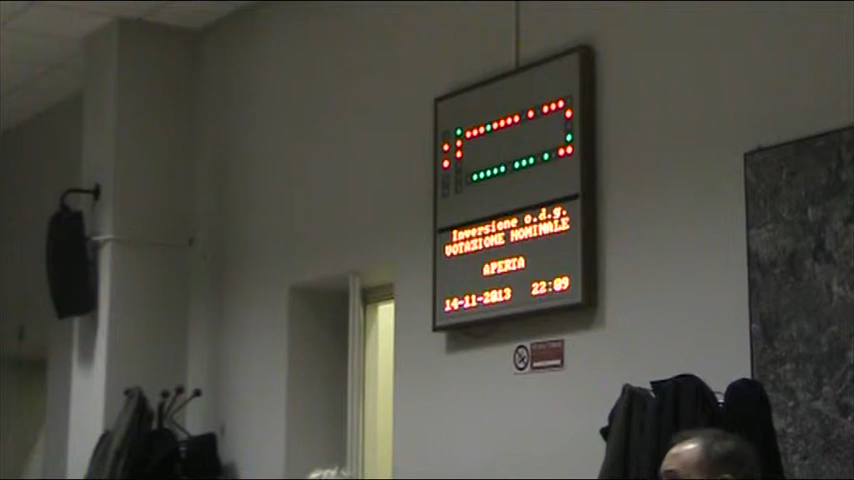 Inversione o.d.g.
VOTAZIONE NOMINALE
APERTA
14-11-2013 22:09